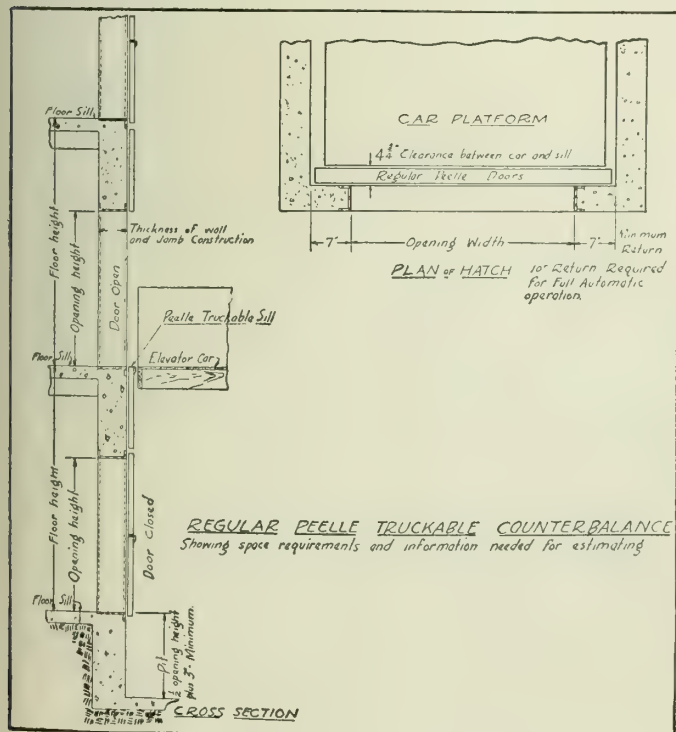 Floor Sill
CAR PLATFORM
4 3/4" Clearance between car and sill
Regular Peelle Doors
Thickness of wall
and Jamb Construction
Floor height
Opening height
Door Open
7"
Opening Width
7"
Minimum
Return
PLAN OF HATCH
10" Return Required
for Full Automatic
operation.
Peelle Truckable Sill
Floor Sill
Elevator Car
Floor height
Opening height
Door Closed
REGULAR PEELLE TRUCKABLE COUNTERBALANCE
Showing space requirements and information needed for estimating
Floor Sill
Pit
1/2 opening height
plus 3" Minimum.
CROSS SECTION